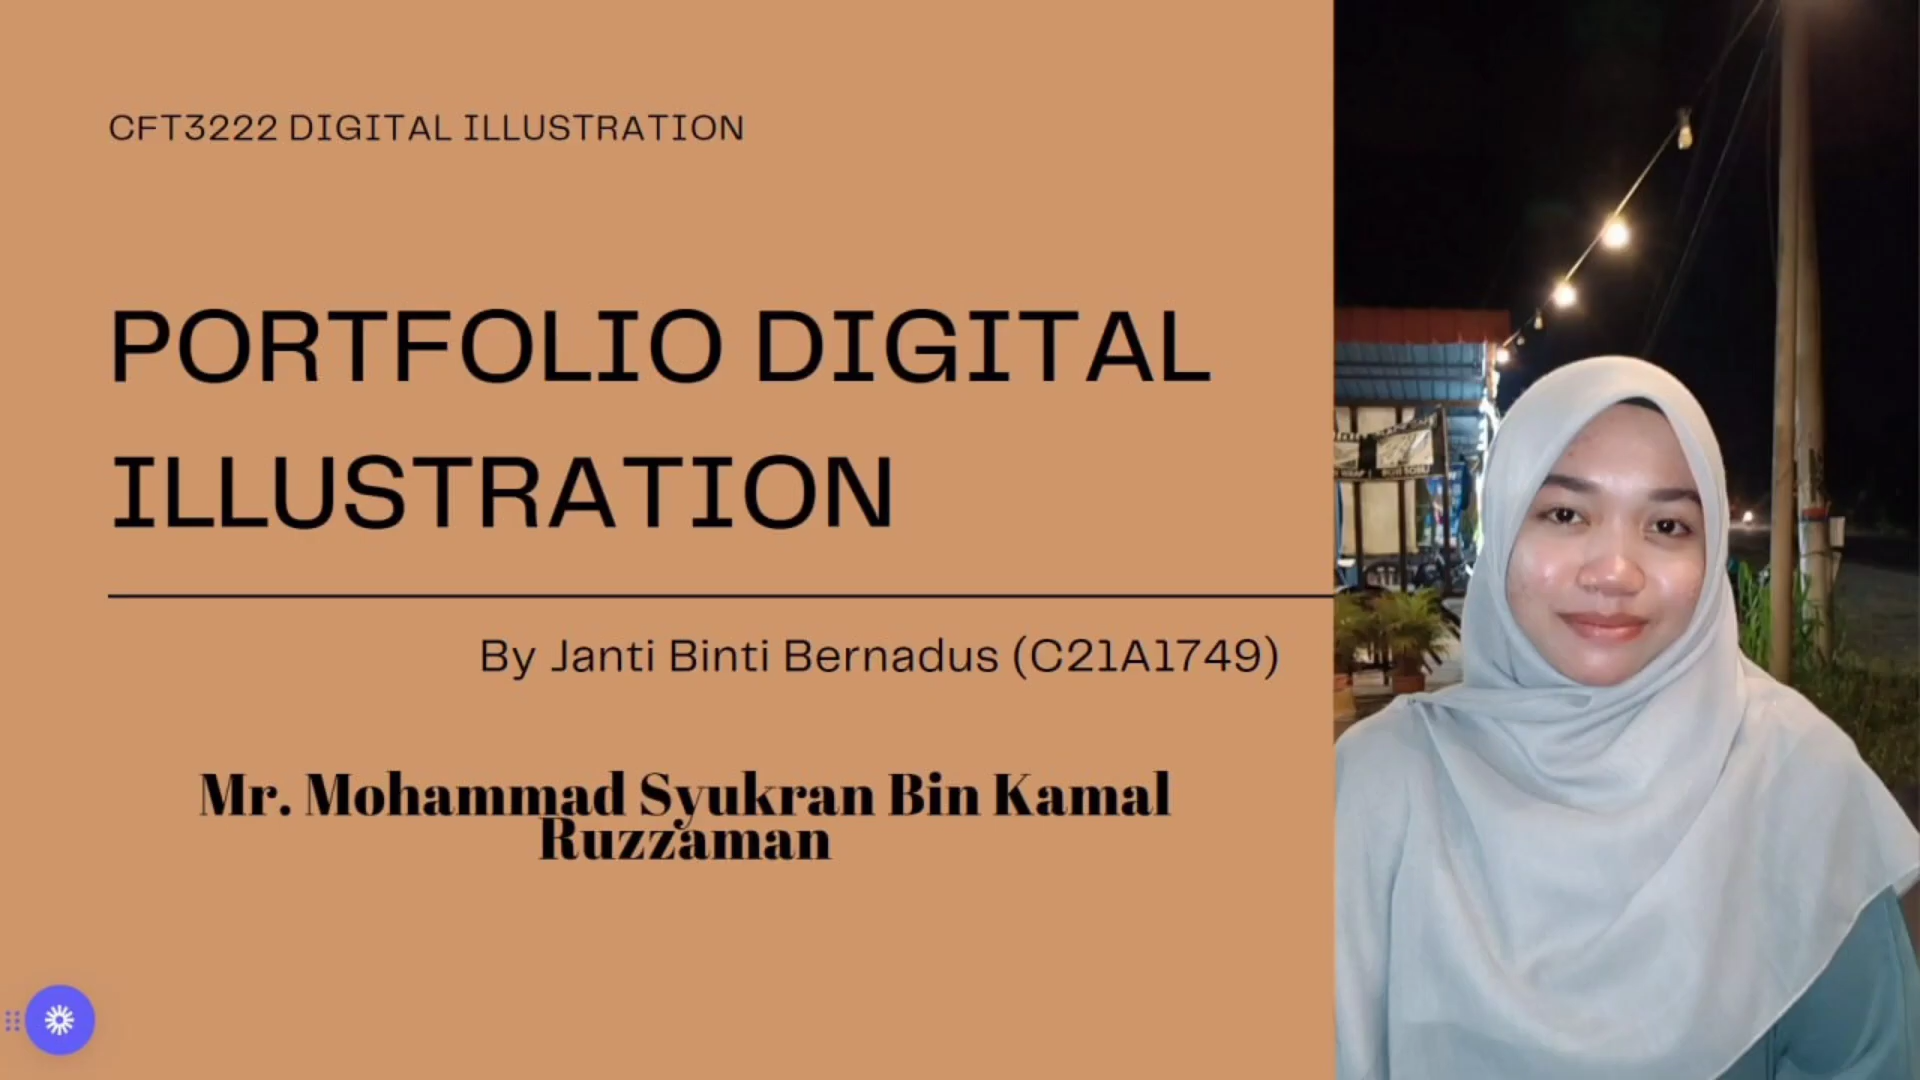 CFT3222 DIGITAL ILLUSTRATION
PORTFOLIO DIGITAL
ILLUSTRATION
By Janti Binti Bernadus (C21A1749)
Mr. Mohammad Syukran Bin Kamal
Ruzzaman